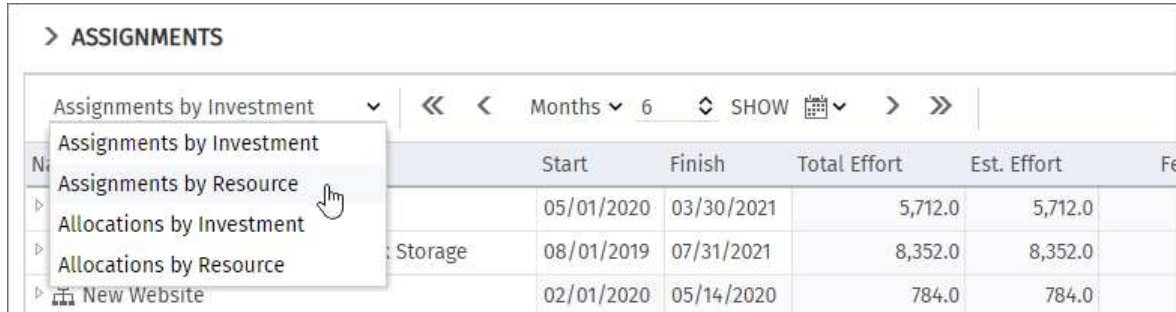 ASSIGNMENTS
Assignments by Investment Months 6 SHOW
Assignments by Investment
Start Finish Total Effort Est. Effort
Assignments by Resource
05/01/2020 03/30/2021 5,712.0 5,712.0
Allocations by Investment
Storage 08/01/2019 07/31/2021 8,352.0 8,352.0
Allocations by Resource
New Website 02/01/2020 05/14/2020 784.0 784.0